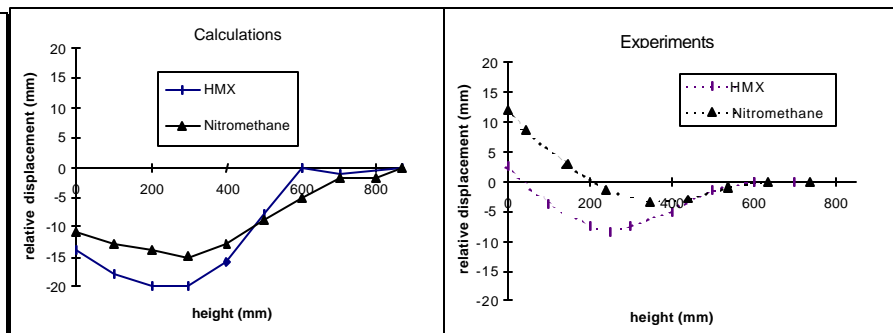 Calculations
20
15
10
5
0
-5
-10
-15
-20
0
200
400
600
800
relative displacement (mm)
height (mm)
HMX
Nitromethane
Experiments
20
15
10
5
0
-5
-10
-15
-20
0
200
400
600
800
relative displacement (mm)
height (mm)
HMX
Nitromethane